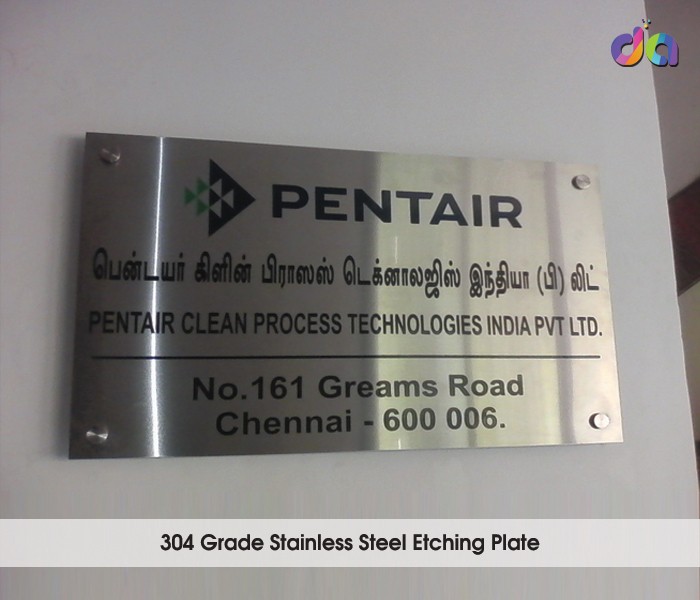 da
PENTAIR
பென்டயர் கிளின் பிராஸஸ் டெக்னாலஜிஸ் இந்தியா (பி) லிட்
PENTAIR CLEAN PROCESS TECHNOLOGIES INDIA PVT LTD.
No.161 Greams Road
Chennai - 600 006.
304 Grade Stainless Steel Etching Plate